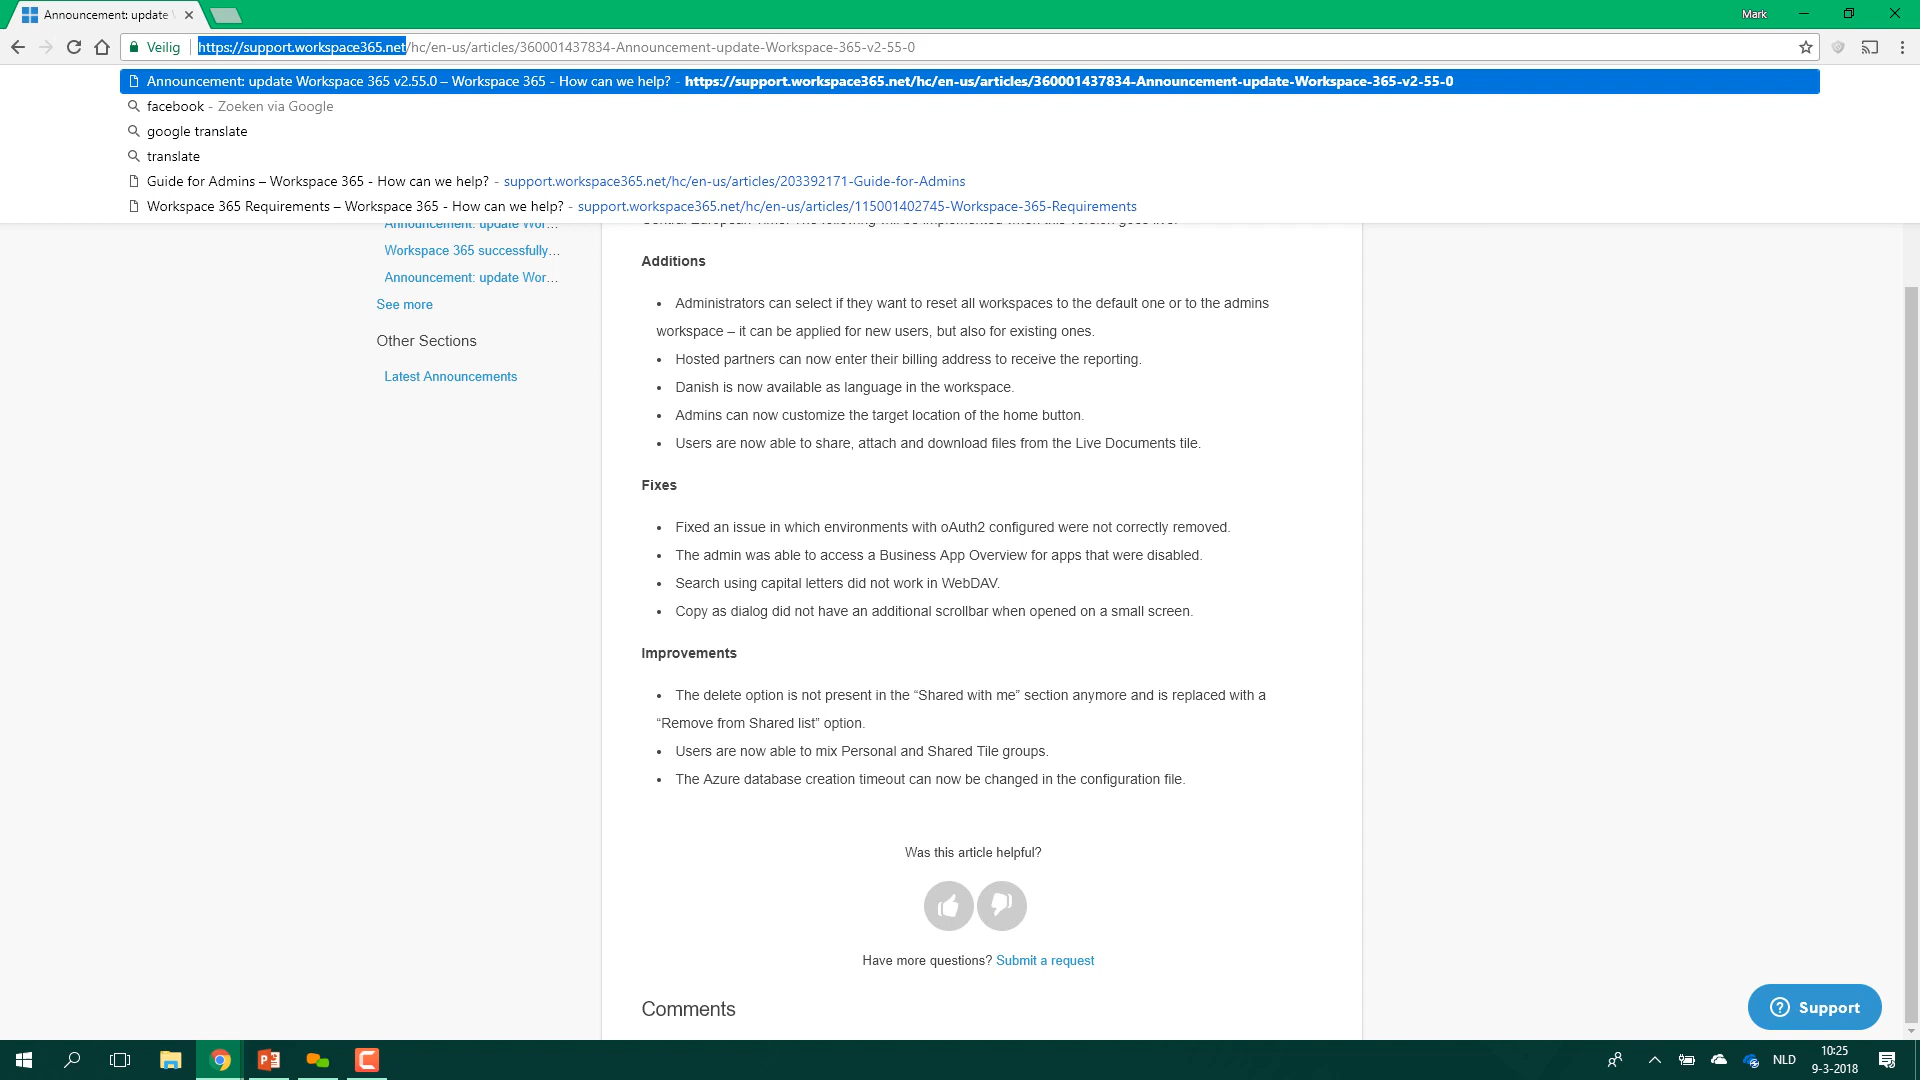 Announcement: update
Mark
Veilig
https://support.workspace365.net/hc/en-us/articles/360001437834-Announcement-update-Workspace-365-v2-55-0
Announcement: update Workspace 365 v2.55.0 – Workspace 365 - How can we help? - https://support.workspace365.net/hc/en-us/articles/360001437834-Announcement-update-Workspace-365-v2-55-0
facebook - Zoeken via Google
google translate
translate
Guide for Admins – Workspace 365 - How can we help? - support.workspace365.net/hc/en-us/articles/203392171-Guide-for-Admins
Workspace 365 Requirements – Workspace 365 - How can we help? - support.workspace365.net/hc/en-us/articles/115001402745-Workspace-365-Requirements
Announcement: update Wor...
Workspace 365 successfully...
Announcement: update Wor...
See more
Other Sections
Latest Announcements
Additions
• Administrators can select if they want to reset all workspaces to the default one or to the admins
workspace – it can be applied for new users, but also for existing ones.
• Hosted partners can now enter their billing address to receive the reporting.
• Danish is now available as language in the workspace.
• Admins can now customize the target location of the home button.
• Users are now able to share, attach and download files from the Live Documents tile.
Fixes
• Fixed an issue in which environments with oAuth2 configured were not correctly removed.
• The admin was able to access a Business App Overview for apps that were disabled.
• Search using capital letters did not work in WebDAV.
• Copy as dialog did not have an additional scrollbar when opened on a small screen.
Improvements
• The delete option is not present in the “Shared with me” section anymore and is replaced with a
“Remove from Shared list” option.
• Users are now able to mix Personal and Shared Tile groups.
• The Azure database creation timeout can now be changed in the configuration file.
Was this article helpful?
Have more questions? Submit a request
Comments
Support
NLD
10:25
9-3-2018